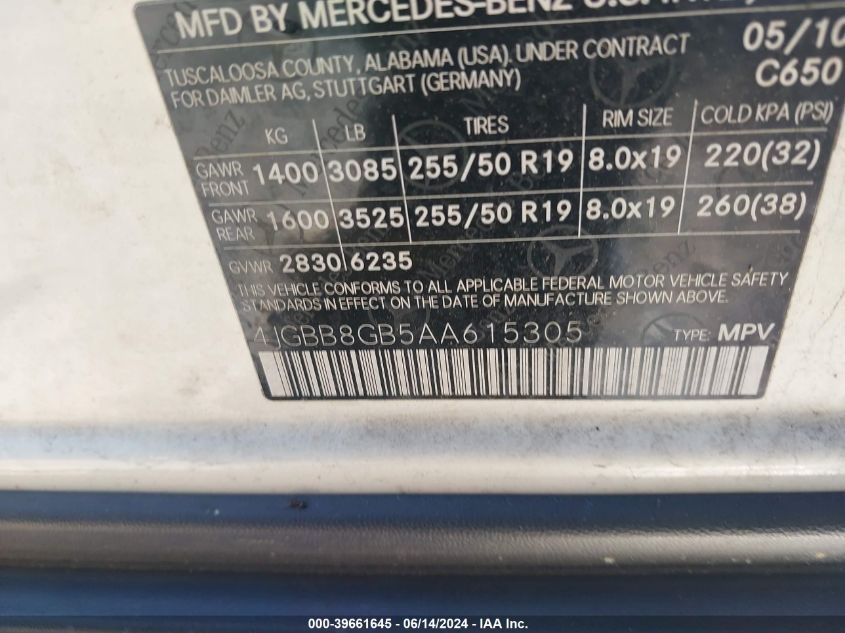 MFD BY MERCEDES-BENZ U.S. 05/10
TUSCALOOSA COUNTY, ALABAMA (USA). UNDER CONTRACT C650
FOR DAIMLER AG, STUTTGART (GERMANY)
KG LB TIRES RIM SIZE COLD KPA (PSI)
GAWR FRONT 1400 3085 255/50 R19 8.0x19 220(32)
GAWR REAR 1600 3525 255/50 R19 8.0x19 260(38)
GVWR 2830 6235
THIS VEHICLE CONFORMS TO ALL APPLICABLE FEDERAL MOTOR VEHICLE SAFETY
STANDARDS IN EFFECT ON THE DATE OF MANUFACTURE SHOWN ABOVE.
4JGBB8GB5AA615305 TYPE: MPV
000-39661645 - 06/14/2024 - IAA Inc.